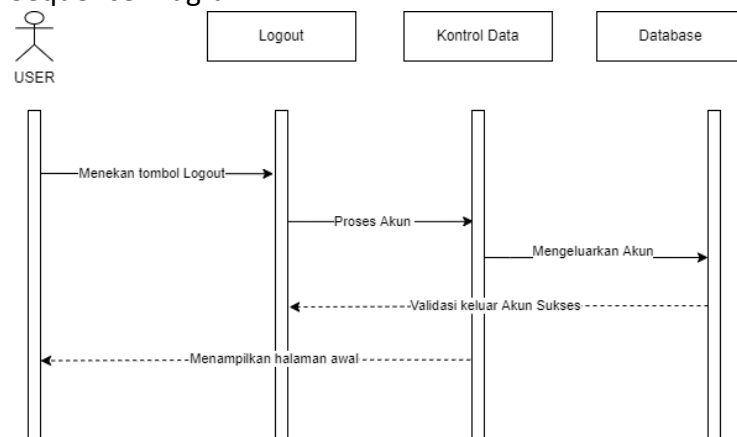 Logout
Kontrol Data
Database
USER
Menekan tombol Logout
Proses Akun
Mengeluarkan Akun
Validasi keluar Akun Sukses
Menampilkan halaman awal